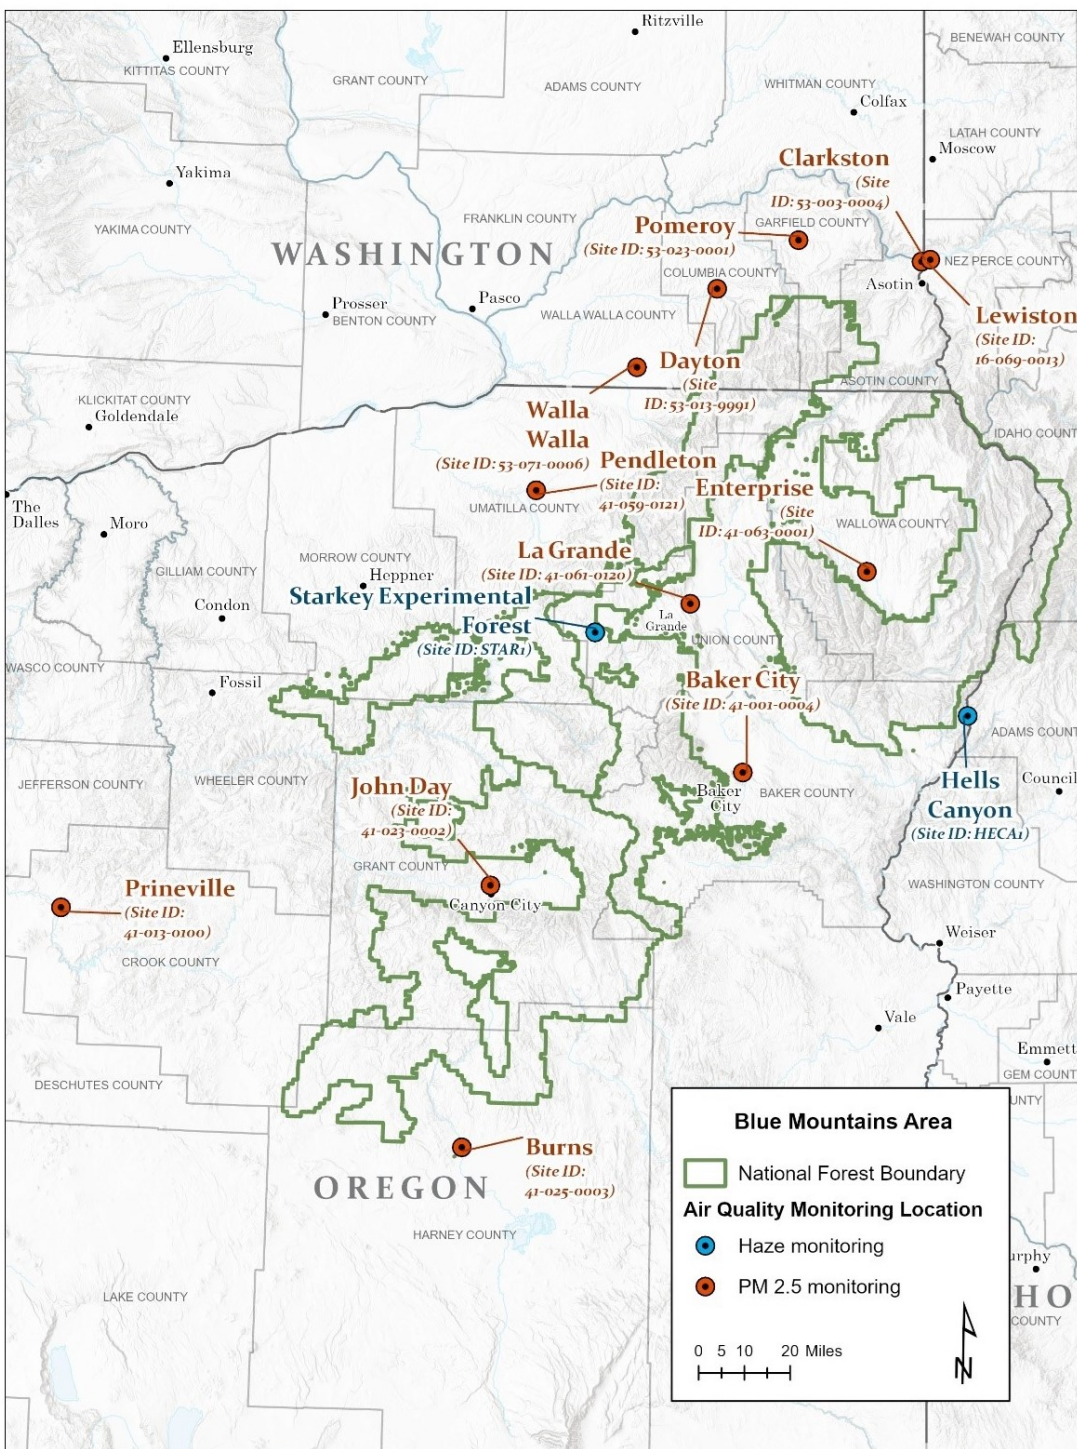 Ritzville
Ellensburg
KITTITAS COUNTY
BENEWAH COUNTY
GRANT COUNTY
ADAMS COUNTY
WHITMAN COUNTY
Colfax
LATAH COUNTY
Moscow
Clarkston
(Site
ID: 53-003-0004)
Yakima
YAKIMA COUNTY
FRANKLIN COUNTY
WASHINGTON
Pomeroy
(Site ID: 53-023-0001)
GARFIELD COUNTY
NEZ PERCE COUNTY
COLUMBIA COUNTY
Asotin
Prosser
BENTON COUNTY
Pasco
WALLA WALLA COUNTY
Lewiston
(Site ID:
16-069-0013)
Dayton
(Site
ID: 53-013-9991)
ASOTIN COUNTY
KLICKITAT COUNTY
Goldendale
Walla
Walla
(Site ID: 53-071-0006)
IDAHO COUNT
Pendleton
(Site ID:
41-059-0121)
UMATILLA COUNTY
Enterprise
(Site
ID: 41-063-0001)
WALLOWA COUNTY
The
Dalles
Moro
MORROW COUNTY
GILLIAM COUNTY
Heppner
La Grande
(Site ID: 41-061-0120)
Condon
Starkey Experimental
Forest
(Site ID: STAR1)
La
Grande
UNION COUNTY
WASCO COUNTY
Fossil
Baker City
(Site ID: 41-001-0004)
ADAMS COUNT
JEFFERSON COUNTY
WHEELER COUNTY
John Day
(Site ID:
41-023-0002)
Baker
City
BAKER COUNTY
Hells
Canyon
(Site ID: HECA1)
Council
GRANT COUNTY
Canyon City
WASHINGTON COUNTY
Prineville
(Site ID:
41-013-0100)
CROOK COUNTY
Weiser
Payette
Vale
Emmett
GEM COUNT
DESCHUTES COUNTY
OUNTY
Burns
(Site ID:
41-025-0003)
OREGON
HARNEY COUNTY
LAKE COUNTY
urphy
HO
COUNTY
Blue Mountains Area
National Forest Boundary
Air Quality Monitoring Location
Haze monitoring
PM 2.5 monitoring
0 5 10 20 Miles
N